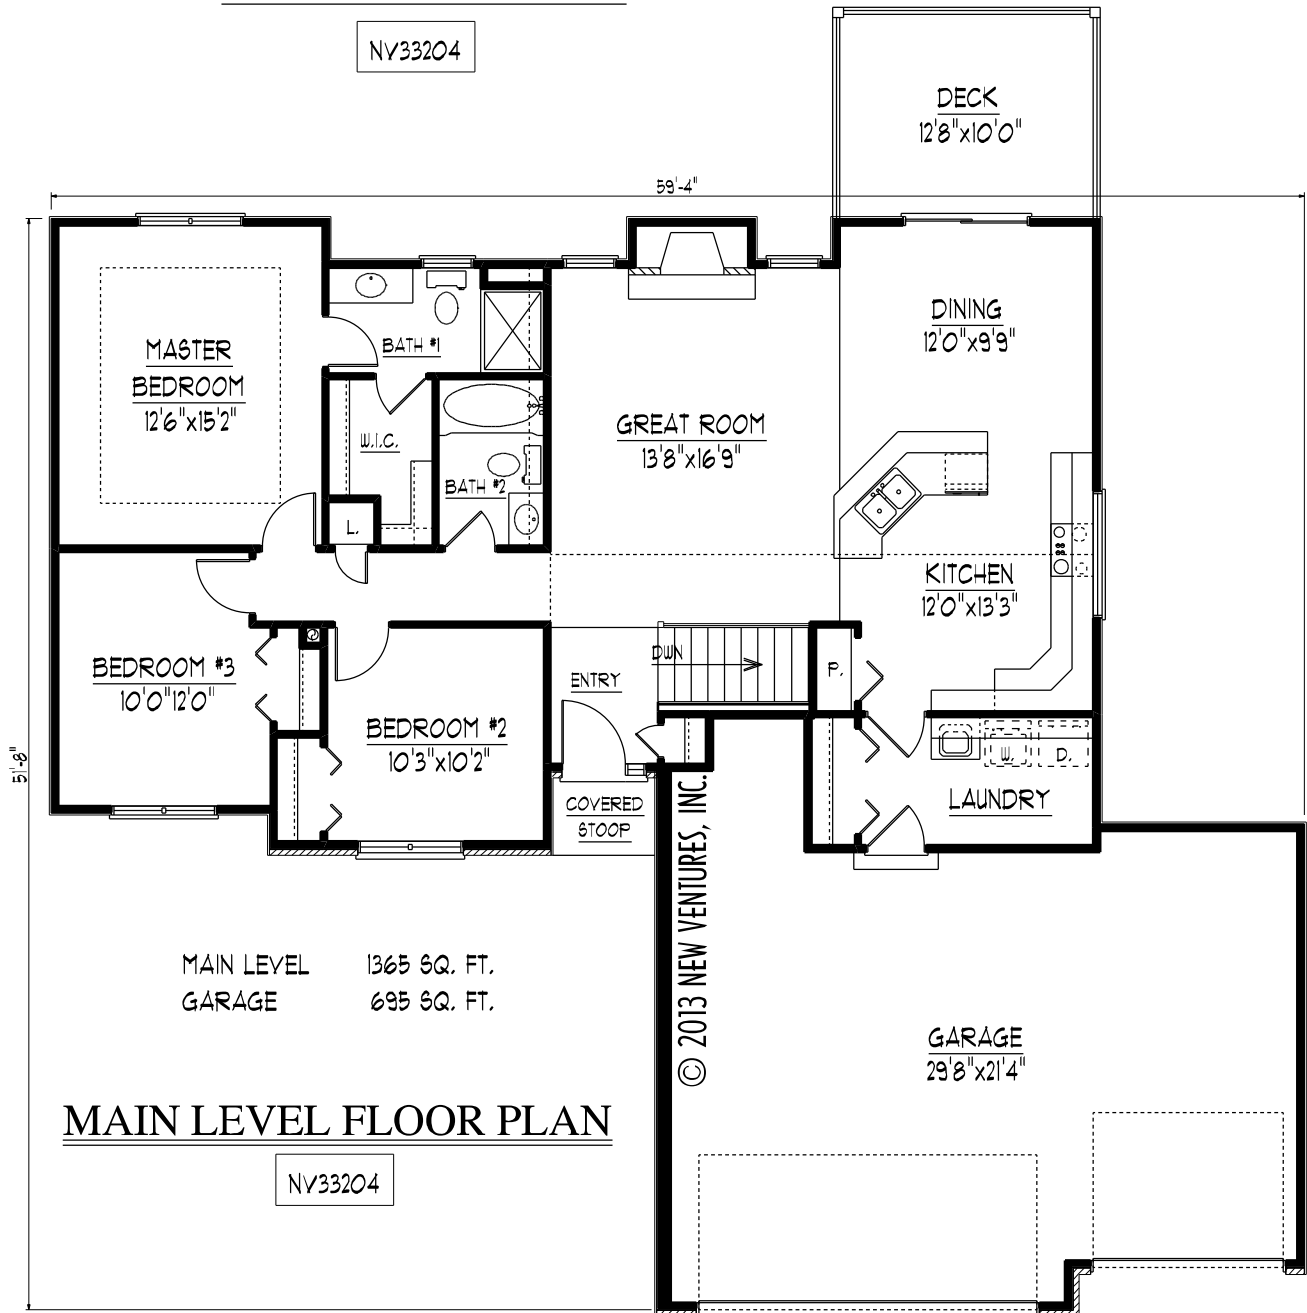 NV33204
DECK
12'8"x10'0"
59'-4"
DINING
12'0"x9'9"
MASTER
BEDROOM
12'6"x15'2"
BATH #1
GREAT ROOM
13'8"x16'9"
W.I.C.
BATH #2
L.
KITCHEN
12'0"x13'3"
BEDROOM #3
10'0"12'0"
DWN
P.
ENTRY
BEDROOM #2
10'3"x10'2"
51'-8"
W.
D.
LAUNDRY
COVERED
STOOP
© 2013 NEW VENTURES, INC.
MAIN LEVEL 1365 SQ. FT.
GARAGE 695 SQ. FT.
GARAGE
29'8"x21'4"
MAIN LEVEL FLOOR PLAN
NV33204